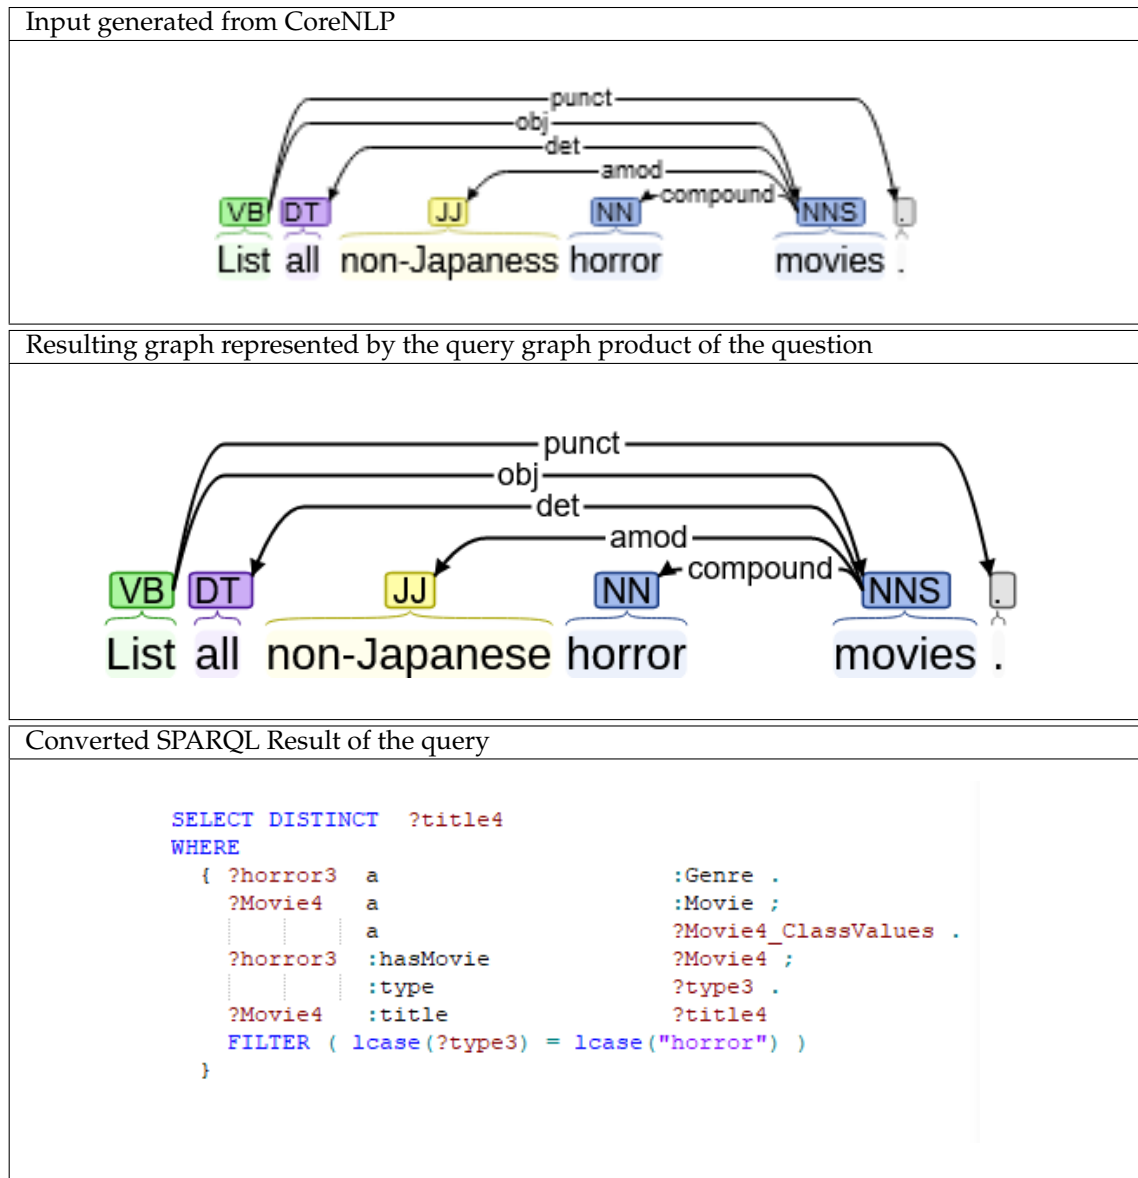 Input generated from CoreNLP
punct
obj
det
amod
compound
VB DT JJ NN NNS .
List all non-Japaness horror movies .
Resulting graph represented by the query graph product of the question
punct
obj
det
amod
compound
VB DT JJ NN NNS .
List all non-Japanese horror movies .
Converted SPARQL Result of the query
SELECT DISTINCT ?title4
WHERE
{ ?horror3 a :Genre .
?Movie4 a :Movie ;
a ?Movie4_ClassValues .
?horror3 :hasMovie ?Movie4 ;
:type ?type3 .
?Movie4 :title ?title4
FILTER ( lcase(?type3) = lcase("horror") )
}